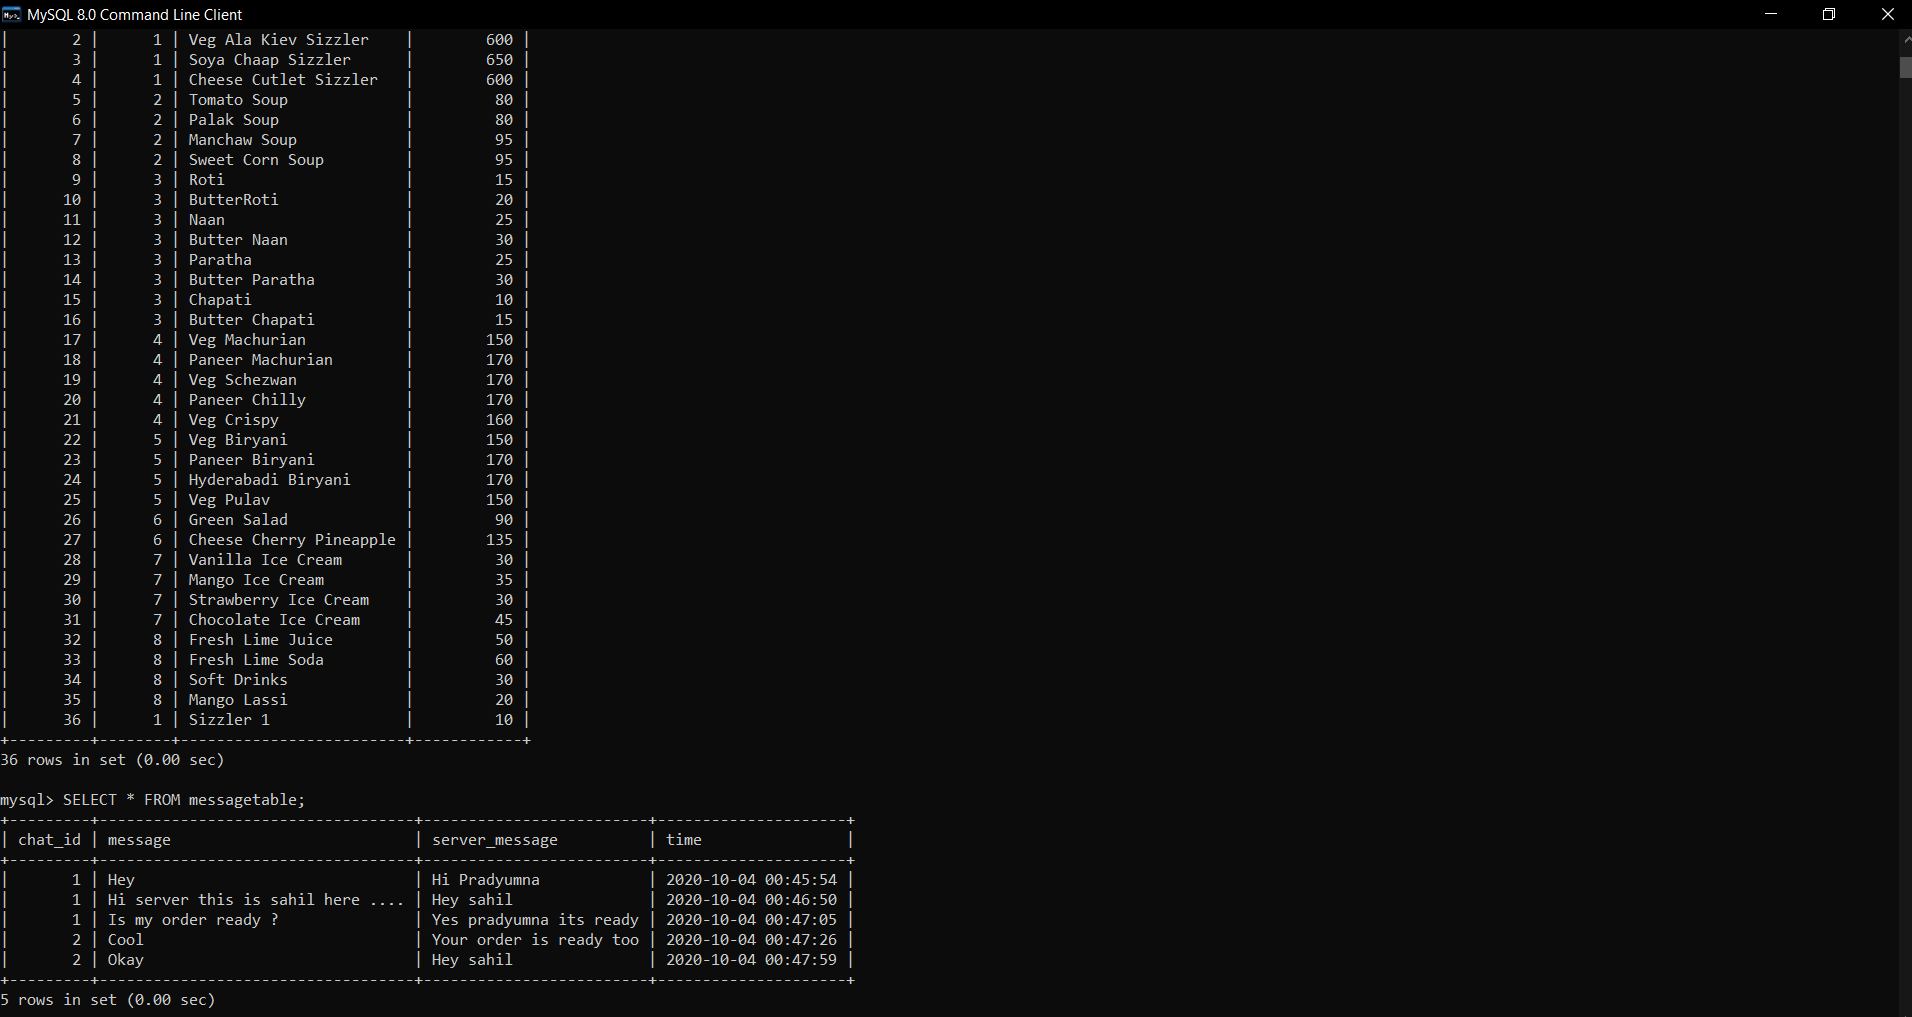 MySQL 8.0 Command Line Client
|       2 |      1 | Veg Ala Kiev Sizzler    |        600 |
|       3 |      1 | Soya Chaap Sizzler      |        650 |
|       4 |      1 | Cheese Cutlet Sizzler   |        600 |
|       5 |      2 | Tomato Soup             |         80 |
|       6 |      2 | Palak Soup              |         80 |
|       7 |      2 | Manchaw Soup            |         95 |
|       8 |      2 | Sweet Corn Soup         |         95 |
|       9 |      3 | Roti                    |         15 |
|      10 |      3 | ButterRoti              |         20 |
|      11 |      3 | Naan                    |         25 |
|      12 |      3 | Butter Naan             |         30 |
|      13 |      3 | Paratha                 |         25 |
|      14 |      3 | Butter Paratha          |         30 |
|      15 |      3 | Chapati                 |         10 |
|      16 |      3 | Butter Chapati          |         15 |
|      17 |      4 | Veg Machurian           |        150 |
|      18 |      4 | Paneer Machurian        |        170 |
|      19 |      4 | Veg Schezwan            |        170 |
|      20 |      4 | Paneer Chilly           |        170 |
|      21 |      4 | Veg Crispy              |        160 |
|      22 |      5 | Veg Biryani             |        150 |
|      23 |      5 | Paneer Biryani          |        170 |
|      24 |      5 | Hyderabadi Biryani      |        170 |
|      25 |      5 | Veg Pulav               |        150 |
|      26 |      6 | Green Salad             |         90 |
|      27 |      6 | Cheese Cherry Pineapple |        135 |
|      28 |      7 | Vanilla Ice Cream       |         30 |
|      29 |      7 | Mango Ice Cream         |         35 |
|      30 |      7 | Strawberry Ice Cream    |         30 |
|      31 |      7 | Chocolate Ice Cream     |         45 |
|      32 |      8 | Fresh Lime Juice        |         50 |
|      33 |      8 | Fresh Lime Soda         |         60 |
|      34 |      8 | Soft Drinks             |         30 |
|      35 |      8 | Mango Lassi             |         20 |
|      36 |      1 | Sizzler 1               |         10 |
+---------+--------+-------------------------+------------+
36 rows in set (0.00 sec)
mysql> SELECT * FROM messagetable;
+---------+-----------------------------------+-------------------------+---------------------+
| chat_id | message                           | server_message          | time                |
+---------+-----------------------------------+-------------------------+---------------------+
|       1 | Hey                               | Hi Pradyumna            | 2020-10-04 00:45:54 |
|       1 | Hi server this is sahil here .... | Hey sahil               | 2020-10-04 00:46:50 |
|       1 | Is my order ready ?               | Yes pradyumna its ready | 2020-10-04 00:47:05 |
|       2 | Cool                              | Your order is ready too | 2020-10-04 00:47:26 |
|       2 | Okay                              | Hey sahil               | 2020-10-04 00:47:59 |
+---------+-----------------------------------+-------------------------+---------------------+
5 rows in set (0.00 sec)